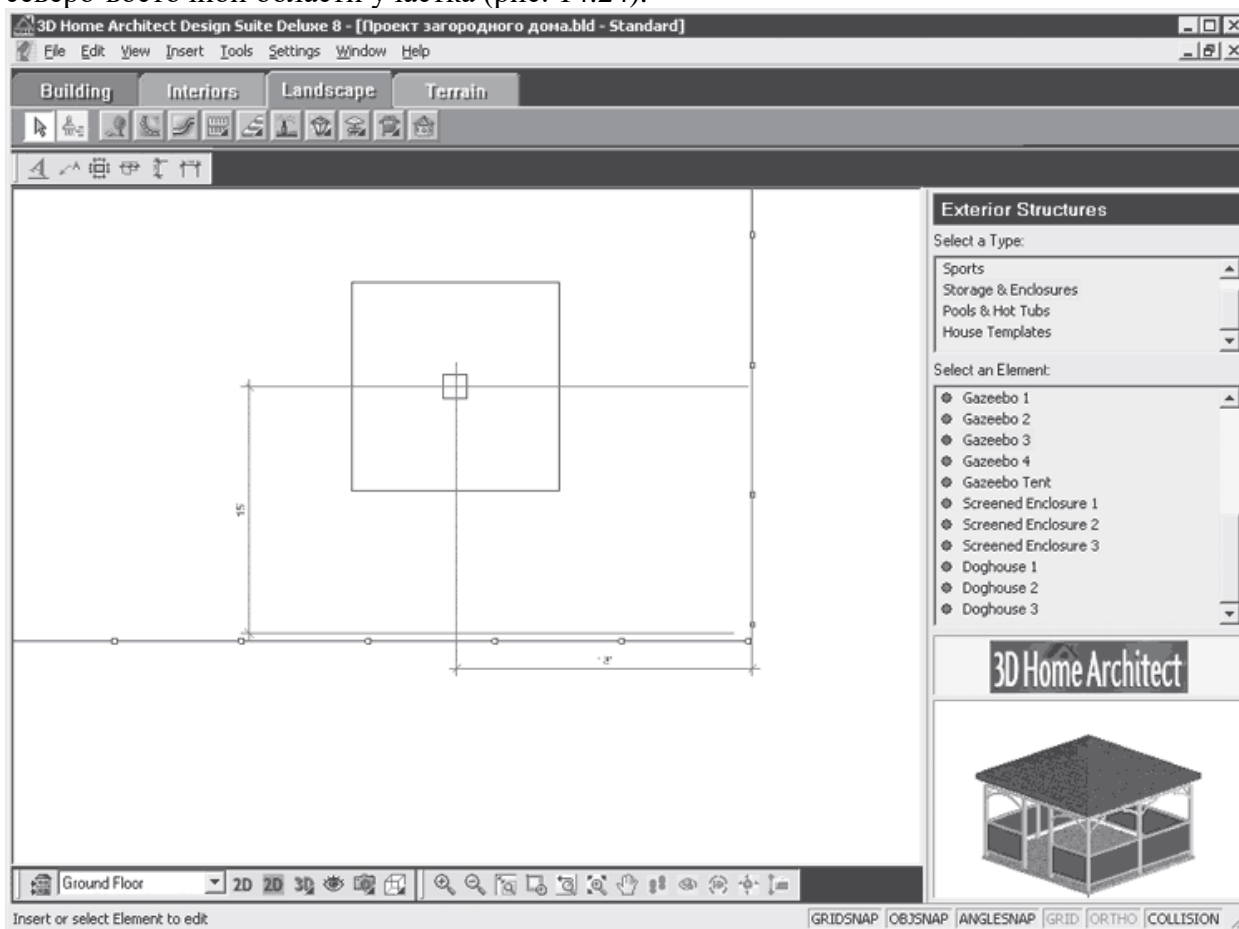 северо-восточной области участка (рис. 14.24).
3D Home Architect Design Suite Deluxe 8 - [Проект загородного дома.bld - Standard]
File Edit View Insert Tools Settings Window Help
Building Interiors Landscape Terrain
Exterior Structures
Select a Type:
Sports
Storage & Enclosures
Pools & Hot Tubs
House Templates
Select an Element:
Gazeebo 1
Gazeebo 2
Gazeebo 3
Gazeebo 4
Gazeebo Tent
Screened Enclosure 1
Screened Enclosure 2
Screened Enclosure 3
Doghouse 1
Doghouse 2
Doghouse 3
15'
3D Home Architect
Ground Floor 2D 2D 3D
Insert or select Element to edit GRIDSNAP OBJSNAP ANGLESNAP GRID ORTHO COLLISION